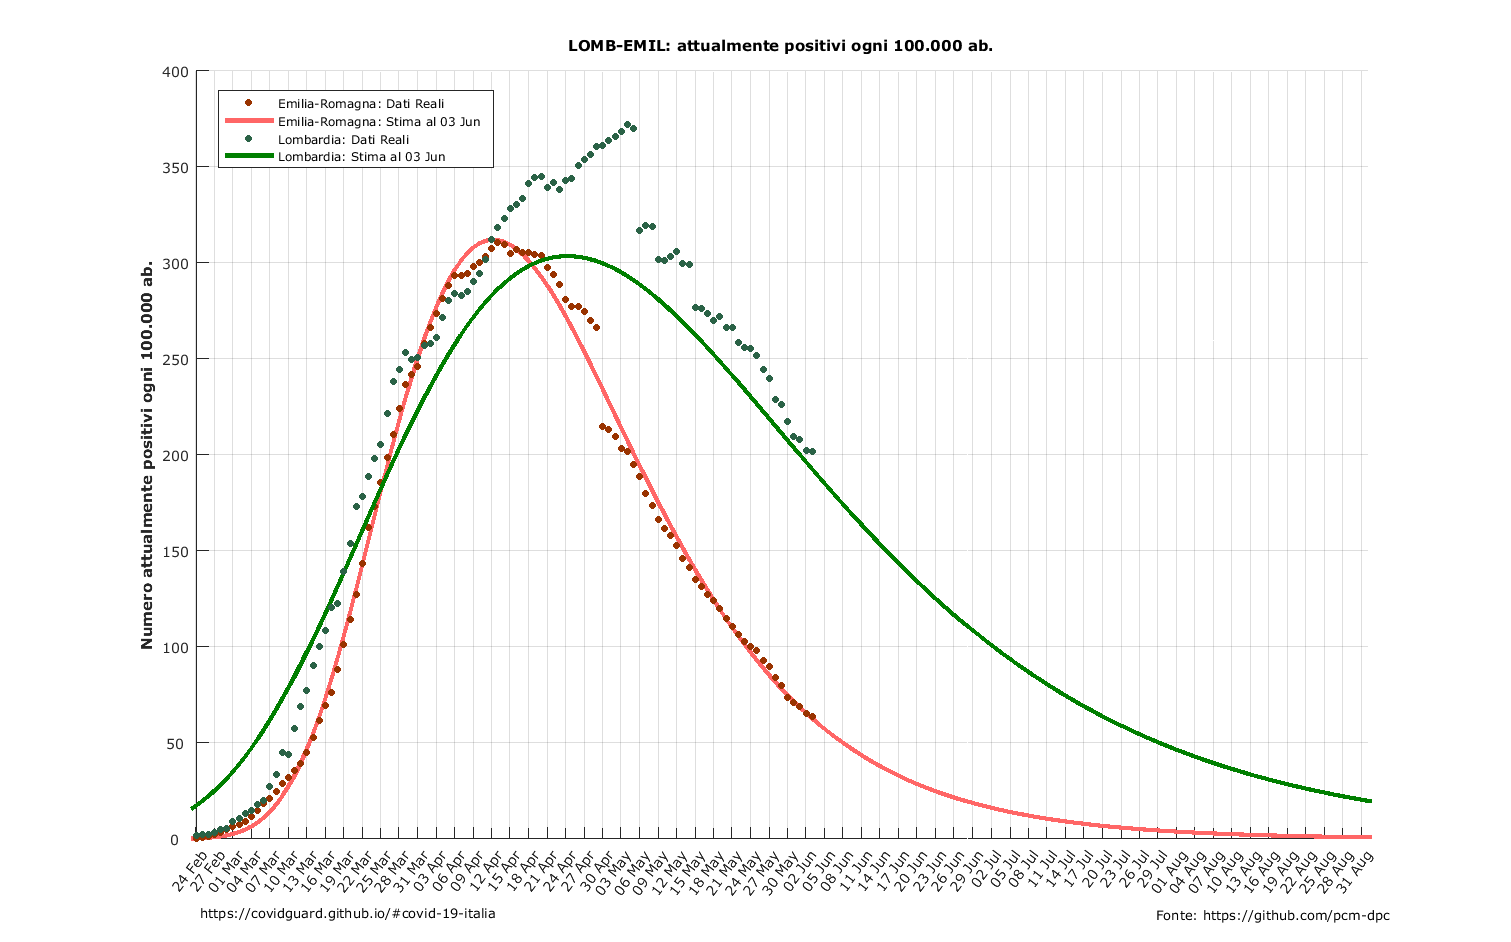 LOMB-EMIL: attualmente positivi ogni 100.000 ab.
Emilia-Romagna: Dati Reali
Emilia-Romagna: Stima al 03 Jun
Lombardia: Dati Reali
Lombardia: Stima al 03 Jun
Numero attualmente positivi ogni 100.000 ab.
400
350
300
250
200
150
100
50
0
24 Feb
27 Feb
01 Mar
04 Mar
07 Mar
10 Mar
13 Mar
16 Mar
19 Mar
22 Mar
25 Mar
28 Mar
31 Mar
03 Apr
06 Apr
09 Apr
12 Apr
15 Apr
18 Apr
21 Apr
24 Apr
27 Apr
30 Apr
03 May
06 May
09 May
12 May
15 May
18 May
21 May
24 May
27 May
30 May
02 Jun
05 Jun
08 Jun
11 Jun
14 Jun
17 Jun
20 Jun
23 Jun
26 Jun
29 Jun
02 Jul
05 Jul
08 Jul
11 Jul
14 Jul
17 Jul
20 Jul
23 Jul
26 Jul
29 Jul
01 Aug
04 Aug
07 Aug
10 Aug
13 Aug
16 Aug
19 Aug
22 Aug
25 Aug
28 Aug
31 Aug
https://covidguard.github.io/#covid-19-italia
Fonte: https://github.com/pcm-dpc